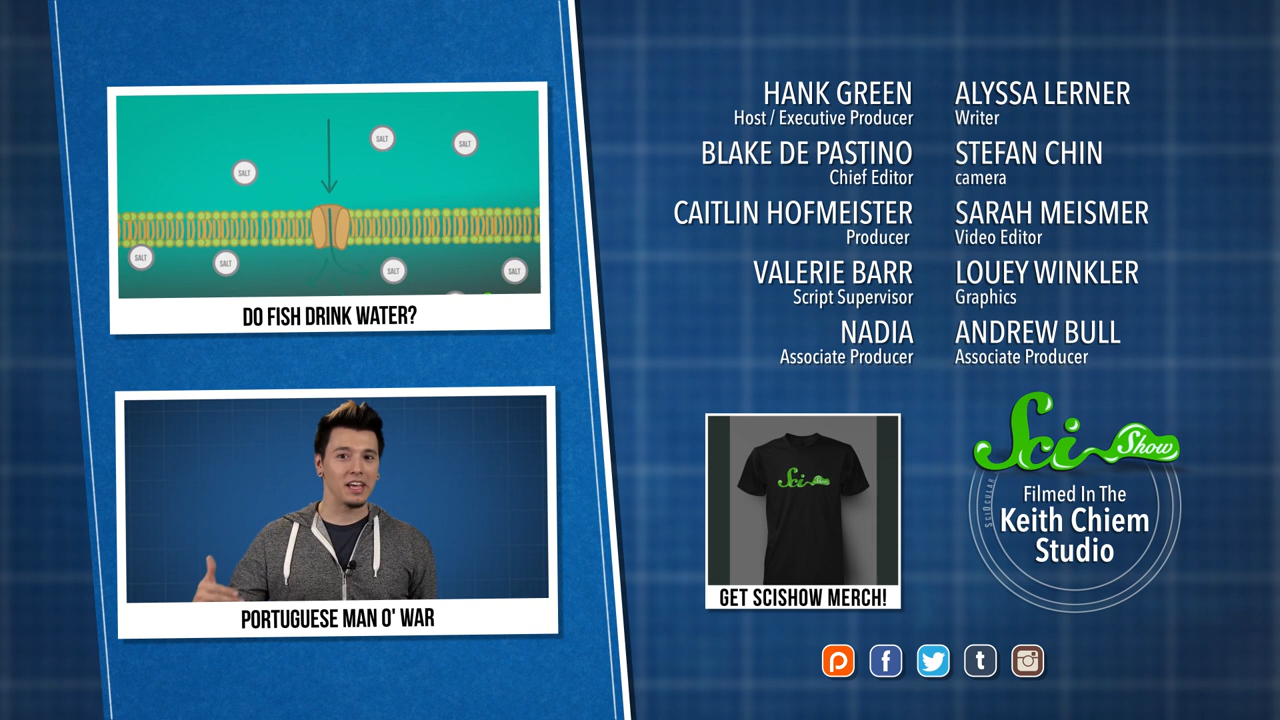 SALT
SALT
SALT
SALT
SALT
SALT
SALT
DO FISH DRINK WATER?
PORTUGUESE MAN O' WAR
HANK GREEN
Host / Executive Producer
BLAKE DE PASTINO
Chief Editor
CAITLIN HOFMEISTER
Producer
VALERIE BARR
Script Supervisor
NADIA
Associate Producer
ALYSSA LERNER
Writer
STEFAN CHIN
camera
SARAH MEISMER
Video Editor
LOUEY WINKLER
Graphics
ANDREW BULL
Associate Producer
Sci Show
GET SCISHOW MERCH!
Sci Show
SCIOCULAR
Filmed In The
Keith Chiem
Studio